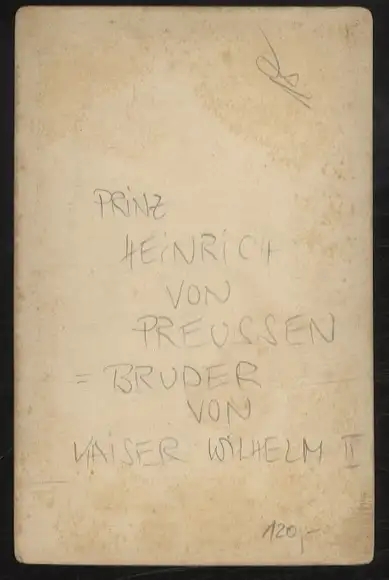 PRINZ
HEINRICH
VON
PREUSSEN
= BRUDER
VON
KAISER WILHELM II
120,-